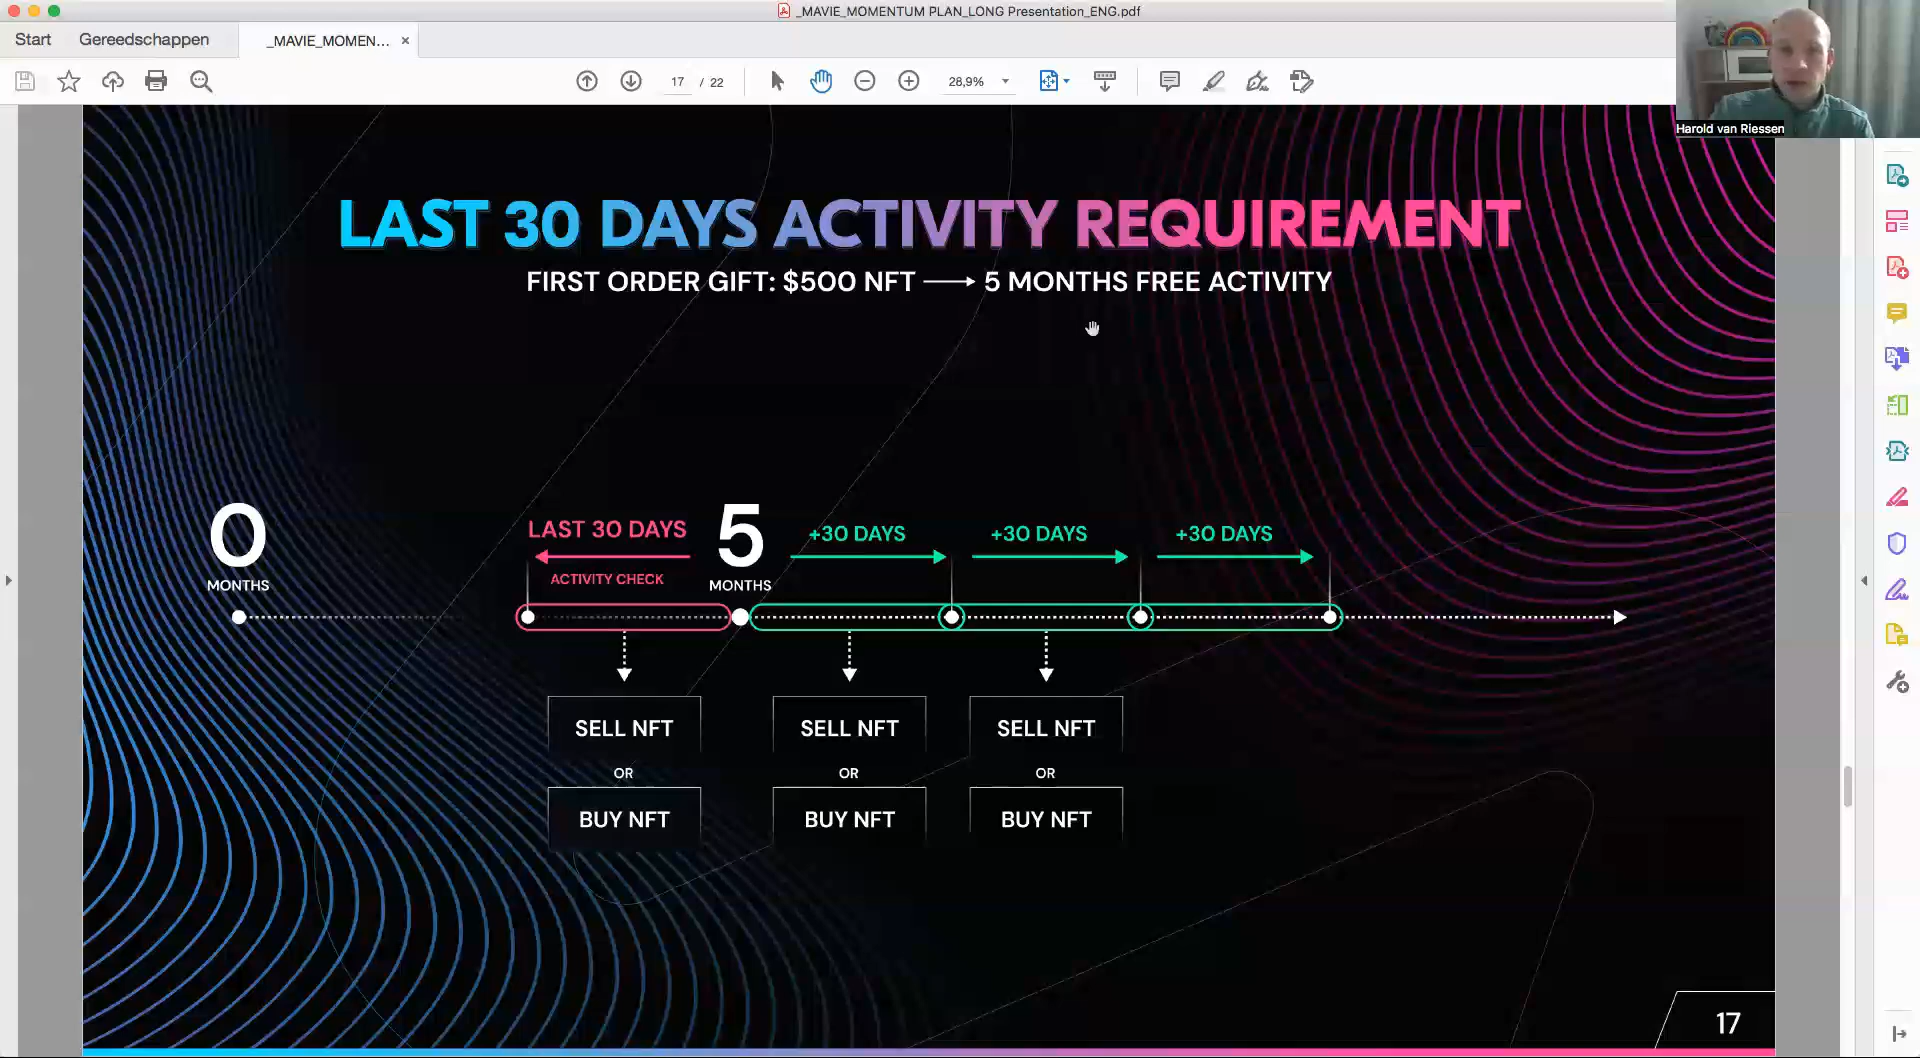 _MAVIE_MOMENTUM PLAN_LONG Presentation_ENG.pdf
Start
Gereedschappen
_MAVIE_MOMEN...
17 / 22
28,9%
Harold van Riessen
LAST 30 DAYS ACTIVITY REQUIREMENT
FIRST ORDER GIFT: $500 NFT → 5 MONTHS FREE ACTIVITY
0
MONTHS
LAST 30 DAYS
ACTIVITY CHECK
5
MONTHS
+30 DAYS
+30 DAYS
+30 DAYS
SELL NFT
OR
BUY NFT
SELL NFT
OR
BUY NFT
SELL NFT
OR
BUY NFT
17